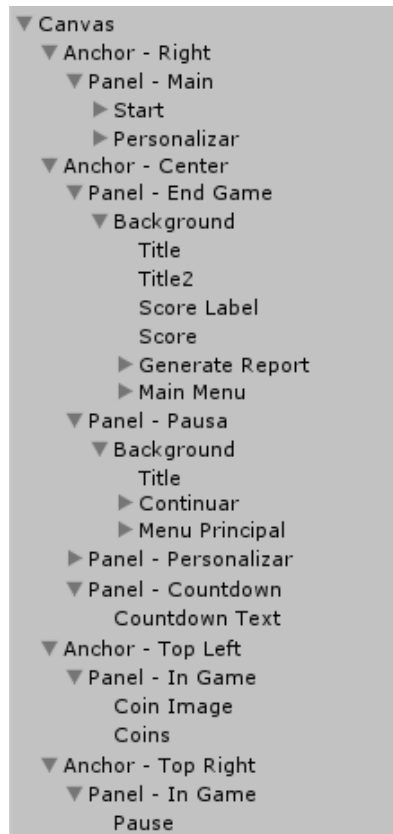 Canvas
Anchor - Right
Panel - Main
Start
Personalizar
Anchor - Center
Panel - End Game
Background
Title
Title2
Score Label
Score
Generate Report
Main Menu
Panel - Pausa
Background
Title
Continuar
Menu Principal
Panel - Personalizar
Panel - Countdown
Countdown Text
Anchor - Top Left
Panel - In Game
Coin Image
Coins
Anchor - Top Right
Panel - In Game
Pause